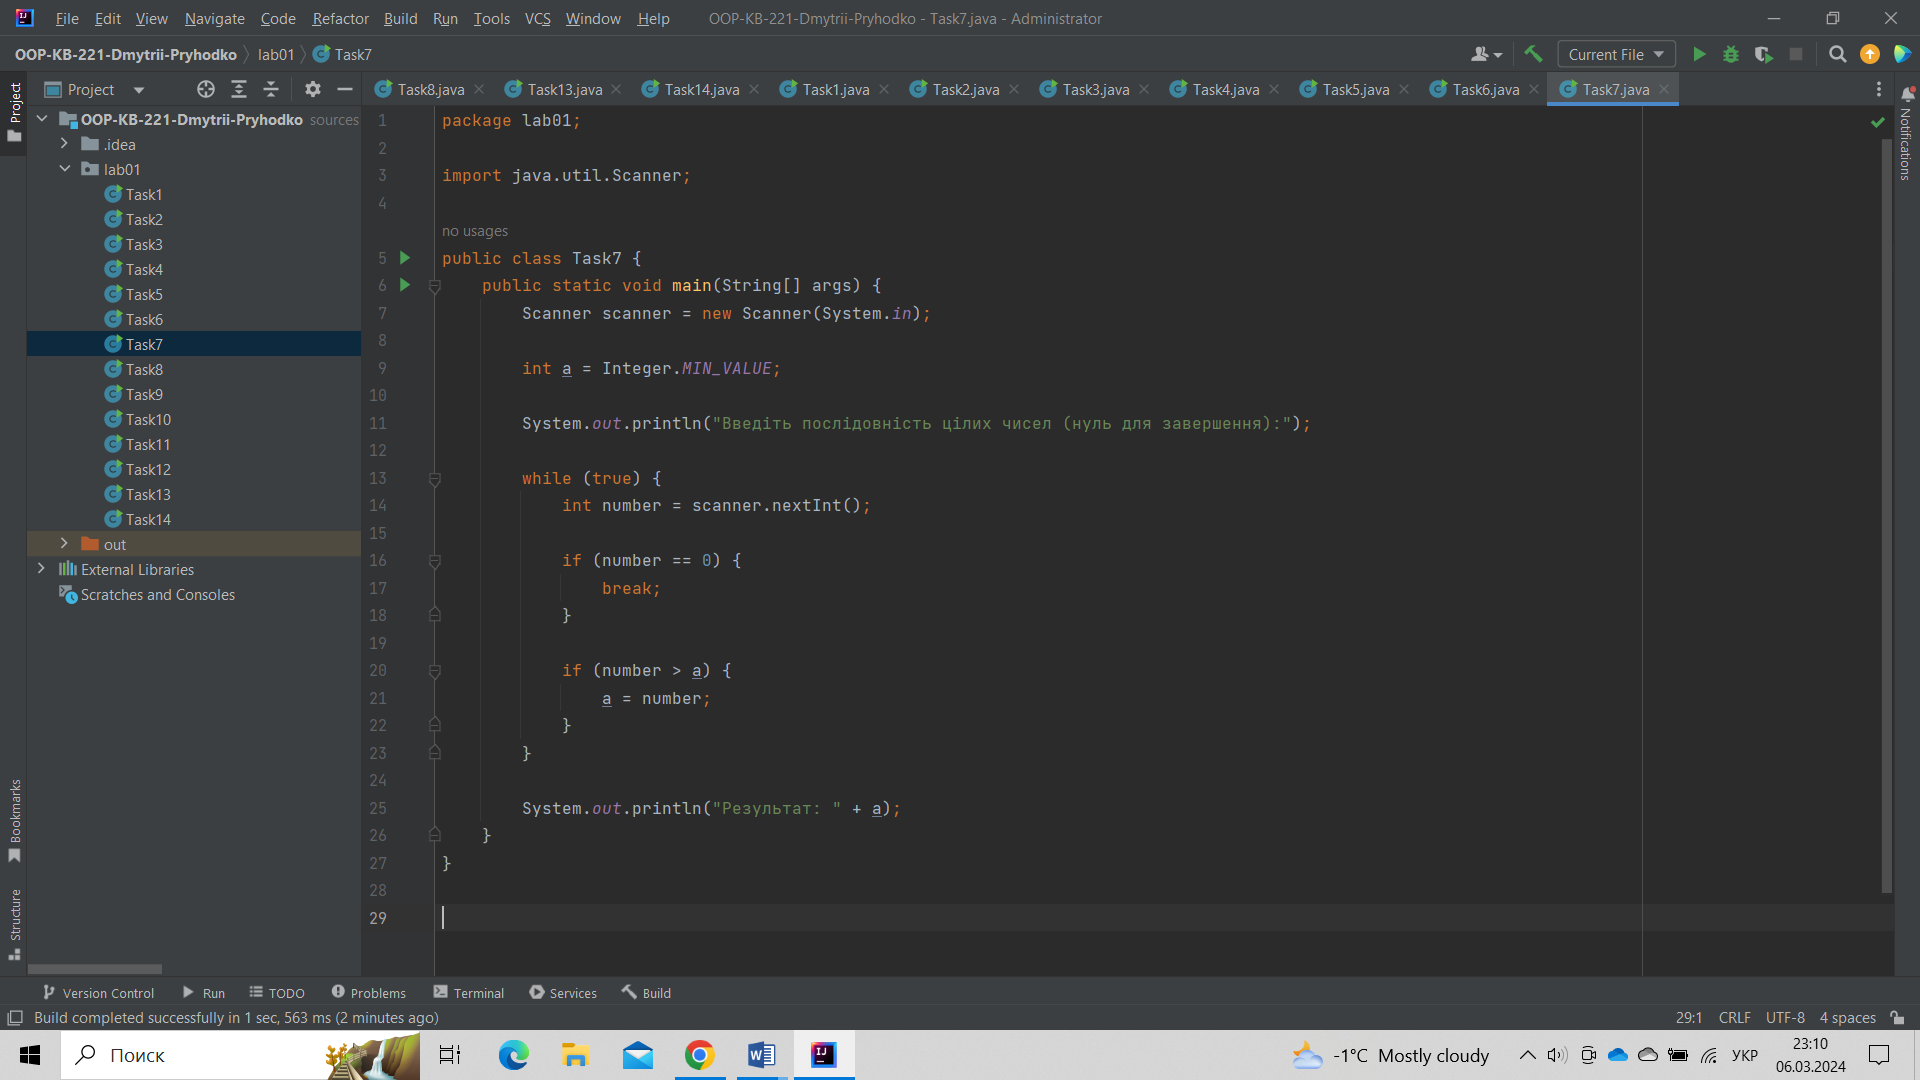 File Edit View Navigate Code Refactor Build Run Tools VCS Window Help OOP-KB-221-Dmytrii-Pryhodko - Task7.java - Administrator
OOP-KB-221-Dmytrii-Pryhodko lab01 Task7 Current File
Project
Task8.java Task13.java Task14.java Task1.java Task2.java Task3.java Task4.java Task5.java Task6.java Task7.java
Project
OOP-KB-221-Dmytrii-Pryhodko sources
.idea
lab01
Task1
Task2
Task3
Task4
Task5
Task6
Task7
Task8
Task9
Task10
Task11
Task12
Task13
Task14
out
External Libraries
Scratches and Consoles
Bookmarks
Structure
1 package lab01;
2
3 import java.util.Scanner;
4
no usages
5 public class Task7 {
6 public static void main(String[] args) {
7 Scanner scanner = new Scanner(System.in);
8
9 int a = Integer.MIN_VALUE;
10
11 System.out.println("Введіть послідовність цілих чисел (нуль для завершення):");
12
13 while (true) {
14 int number = scanner.nextInt();
15
16 if (number == 0) {
17 break;
18 }
19
20 if (number > a) {
21 a = number;
22 }
23 }
24
25 System.out.println("Результат: " + a);
26 }
27 }
28
29
Notifications
Version Control Run TODO Problems Terminal Services Build
Build completed successfully in 1 sec, 563 ms (2 minutes ago) 29:1 CRLF UTF-8 4 spaces
Поиск -1°C Mostly cloudy УКР 23:10
06.03.2024